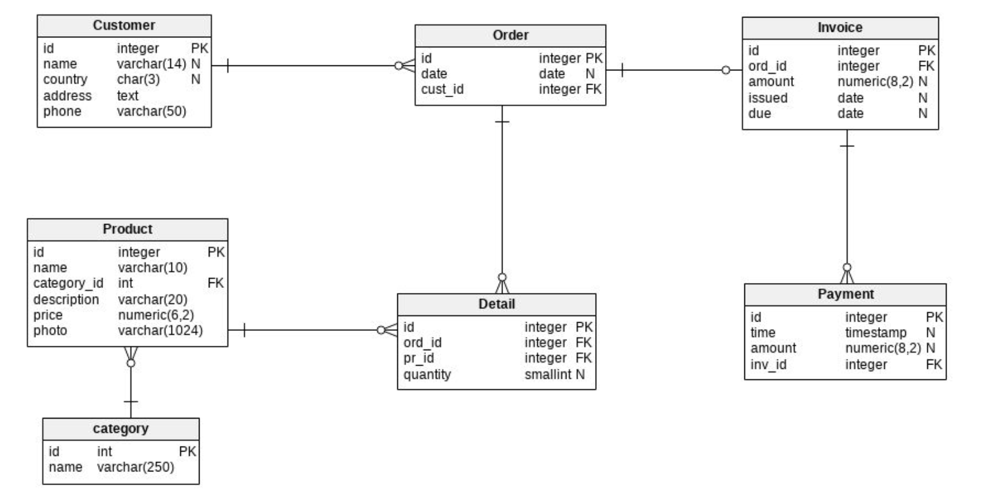 Customer
id integer PK
name varchar(14) N
country char(3) N
address text
phone varchar(50)
Order
id integer PK
date date N
cust_id integer FK
Invoice
id integer PK
ord_id integer FK
amount numeric(8,2) N
issued date N
due date N
Product
id integer PK
name varchar(10)
category_id int FK
description varchar(20)
price numeric(6,2)
photo varchar(1024)
Detail
id integer PK
ord_id integer FK
pr_id integer FK
quantity smallint N
Payment
id integer PK
time timestamp N
amount numeric(8,2) N
inv_id integer FK
category
id int PK
name varchar(250)